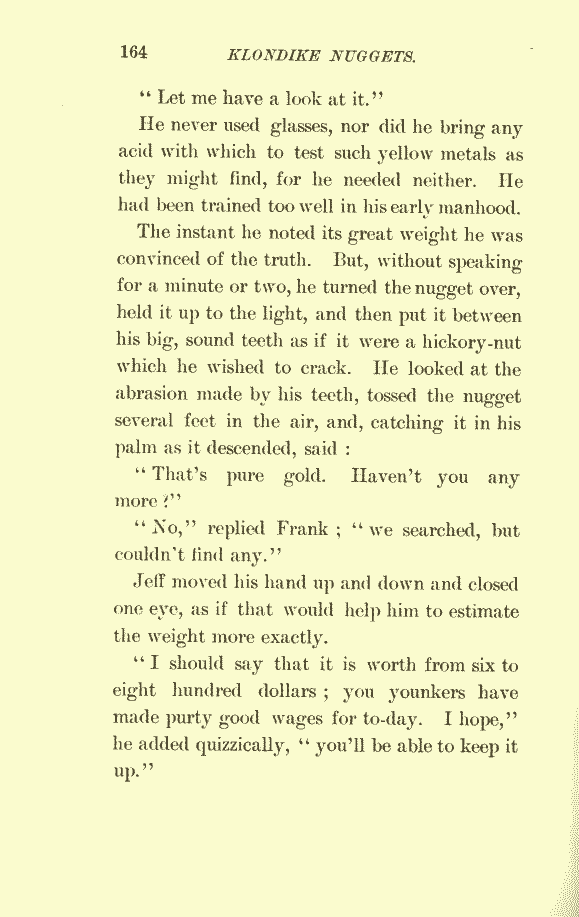 164 KLONDIKE NUGGETS.
“ Let me have a look at it.”
He never used glasses, nor did he bring any
acid with which to test such yellow metals as
they might find, for he needed neither. He
had been trained too well in his early manhood.
The instant he noted its great weight he was
convinced of the truth. But, without speaking
for a minute or two, he turned the nugget over,
held it up to the light, and then put it between
his big, sound teeth as if it were a hickory-nut
which he wished to crack. He looked at the
abrasion made by his teeth, tossed the nugget
several feet in the air, and, catching it in his
palm as it descended, said :
“ That’s pure gold. Haven’t you any
more ?”
“ No,” replied Frank ; “ we searched, but
couldn’t find any.”
Jeff moved his hand up and down and closed
one eye, as if that would help him to estimate
the weight more exactly.
“ I should say that it is worth from six to
eight hundred dollars ; you younkers have
made purty good wages for to-day. I hope,”
he added quizzically, “ you’ll be able to keep it
up.”